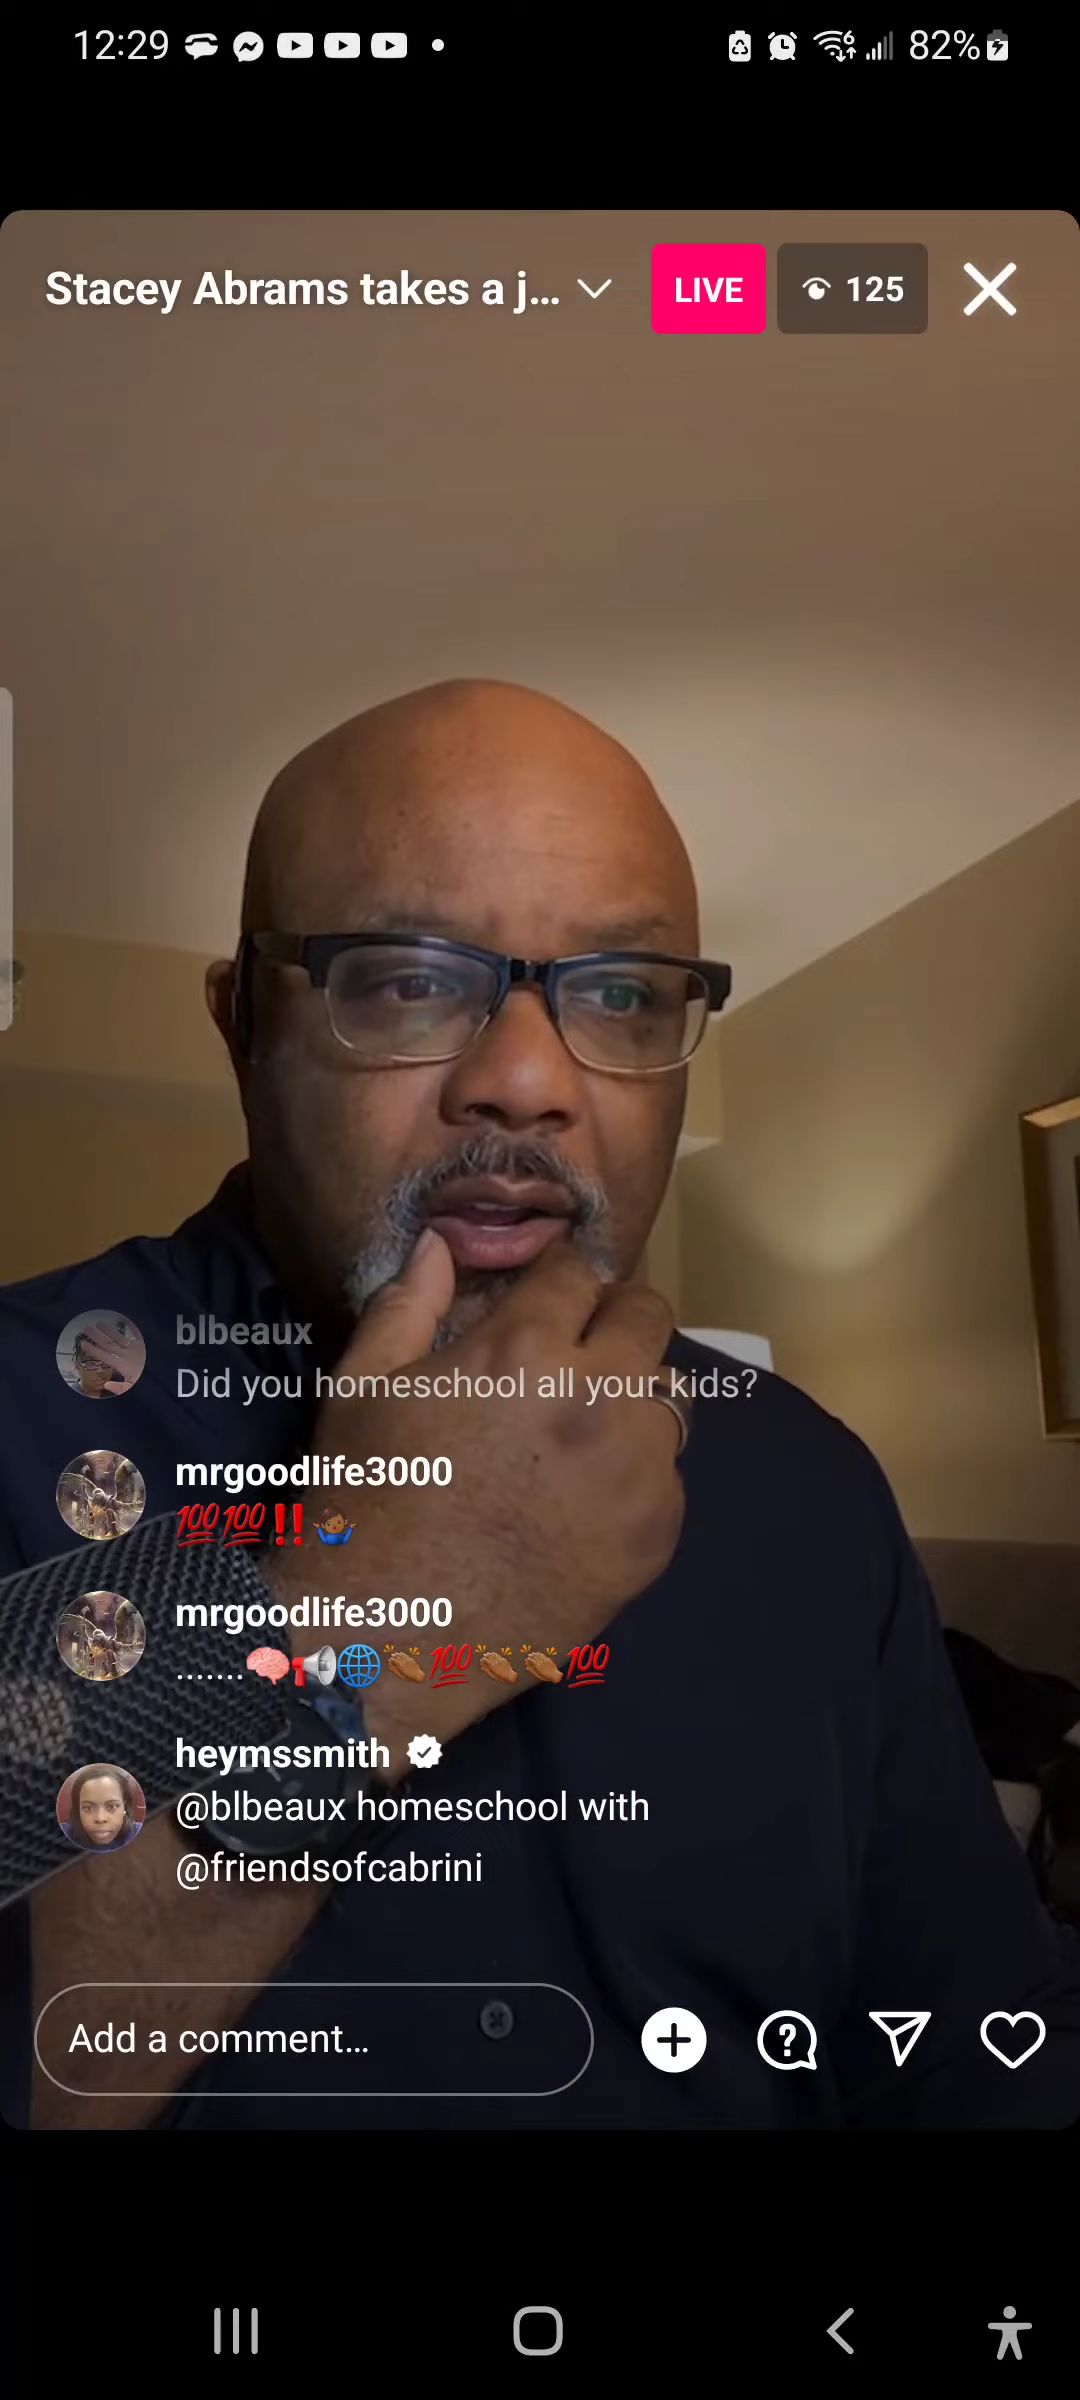 12:29
82%
Stacey Abrams takes a j...
LIVE
125
blbeaux
Did you homeschool all your kids?
mrgoodlife3000
💯💯‼️🤷🏾‍♂️
mrgoodlife3000
.......🧠📢🌐👏🏾💯👏🏾👏🏾💯
heymssmith
@blbeaux homeschool with
@friendsofcabrini
Add a comment...